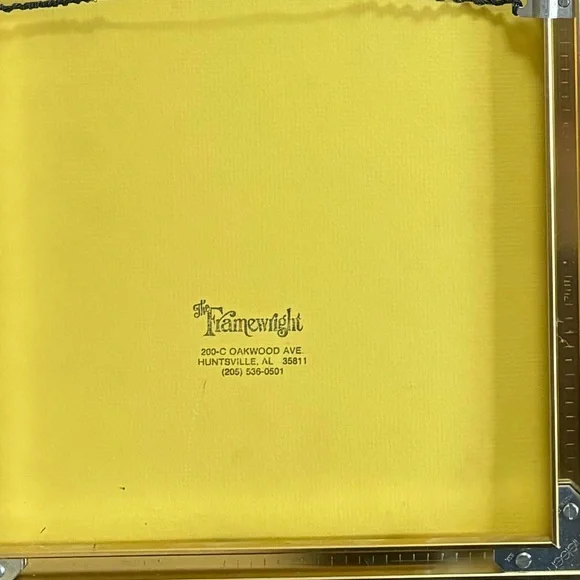 The Framewright
200-C OAKWOOD AVE.
HUNTSVILLE, AL 35811
(205) 536-0501